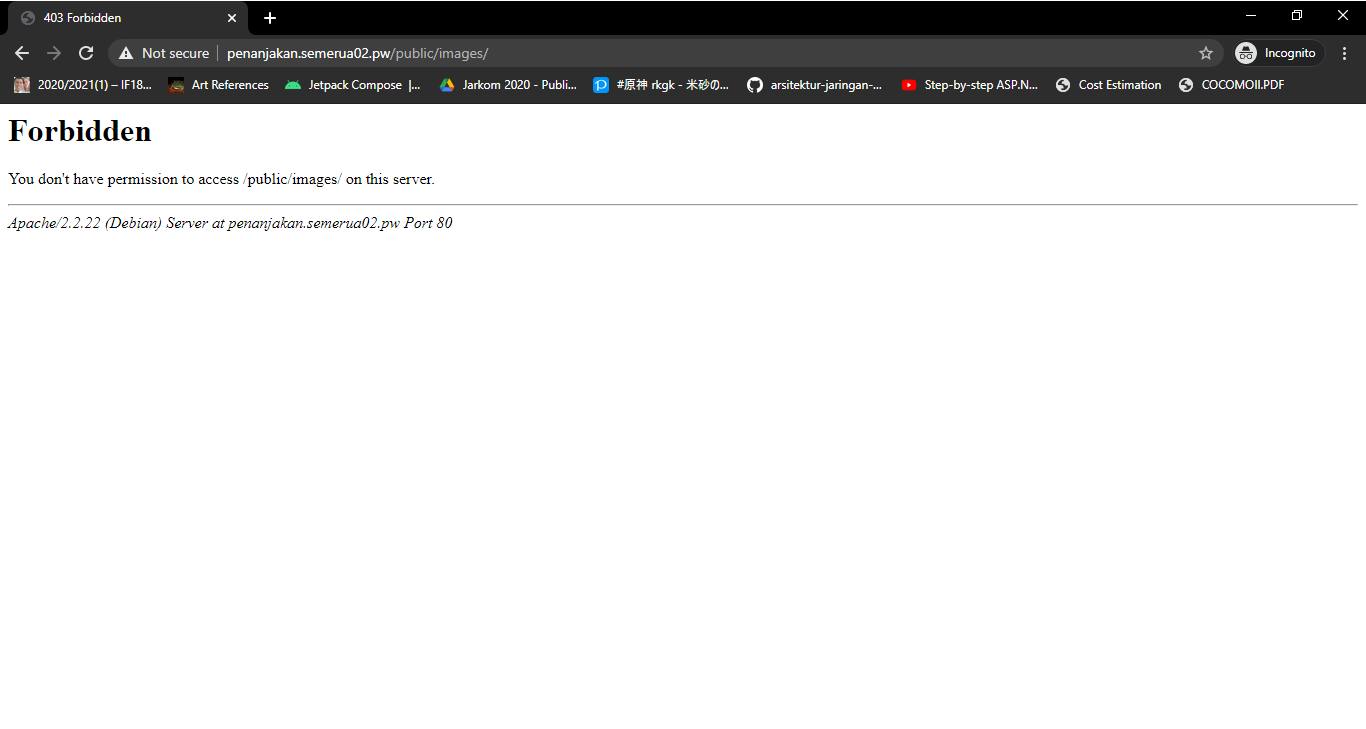 403 Forbidden
Not secure penanjakan.semerua02.pw/public/images/ Incognito
2020/2021(1) – IF18... Art References Jetpack Compose |... Jarkom 2020 - Publi... #原神 rkgk - 米砂の... arsitektur-jaringan-... Step-by-step ASP.N... Cost Estimation COCOMOII.PDF
Forbidden
You don't have permission to access /public/images/ on this server.
Apache/2.2.22 (Debian) Server at penanjakan.semerua02.pw Port 80